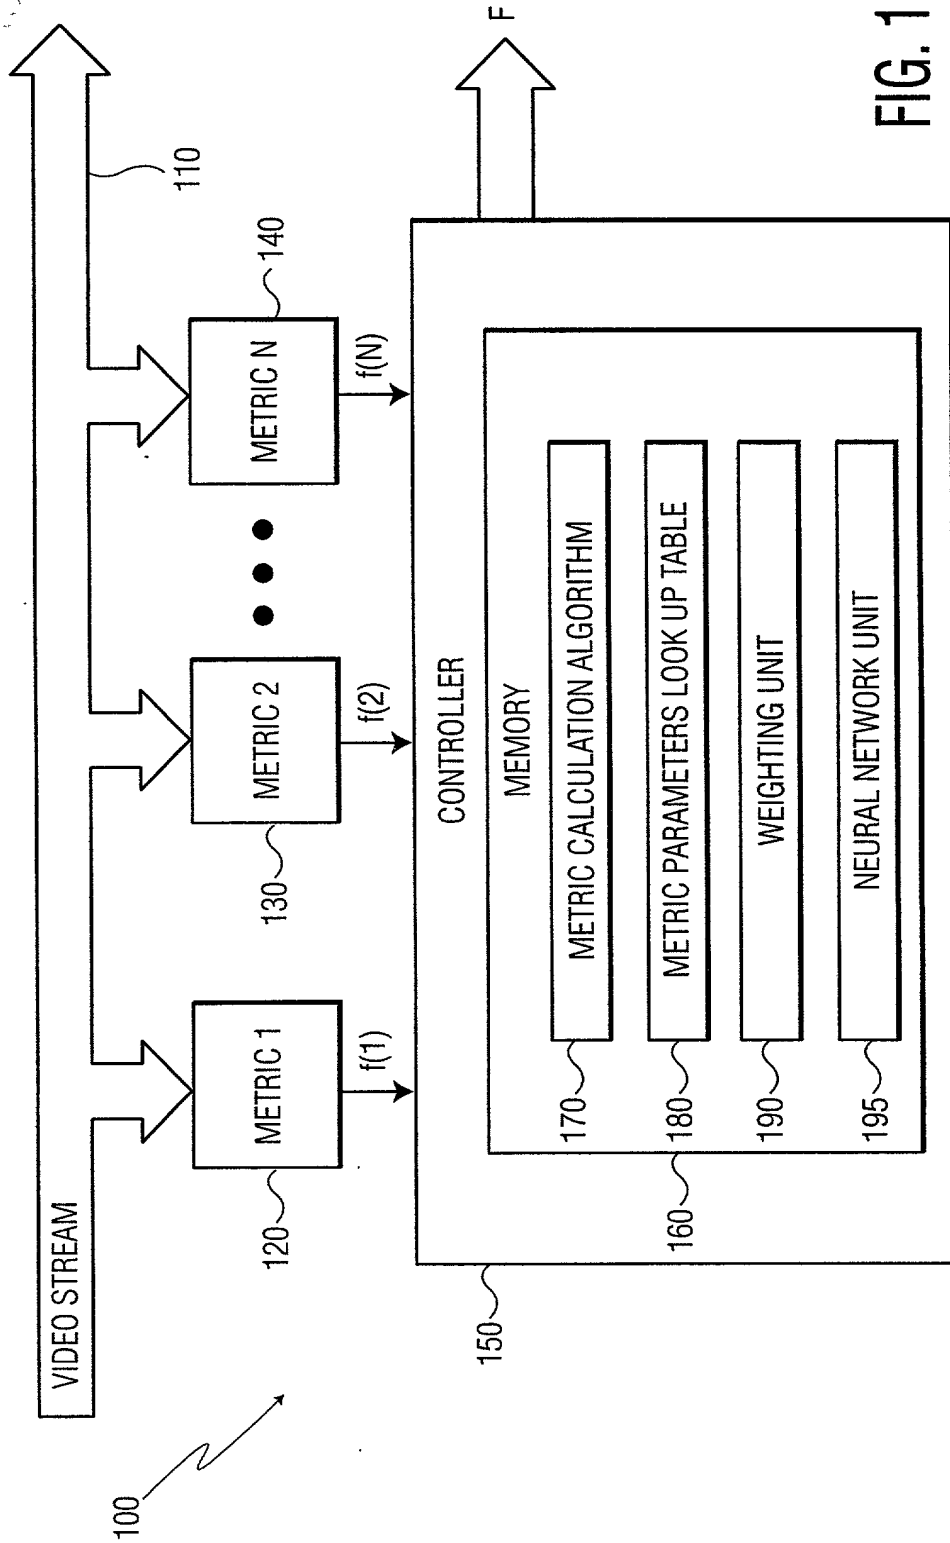 VIDEO STREAM
110
METRIC 1
METRIC 2
METRIC N
120
130
140
f(1)
f(2)
f(N)
100
150
CONTROLLER
MEMORY
160
170
METRIC CALCULATION ALGORITHM
180
METRIC PARAMETERS LOOK UP TABLE
190
WEIGHTING UNIT
195
NEURAL NETWORK UNIT
F
FIG. 1